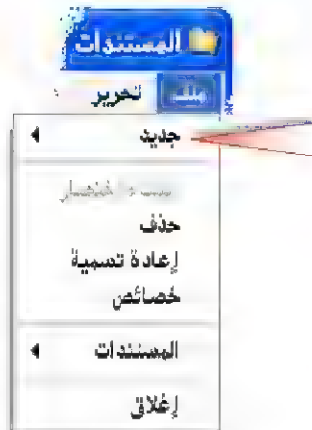 المستندات
ملف تحرير
جديد
حذف
إعادة تسمية
خصائص
المستندات
إغلاق